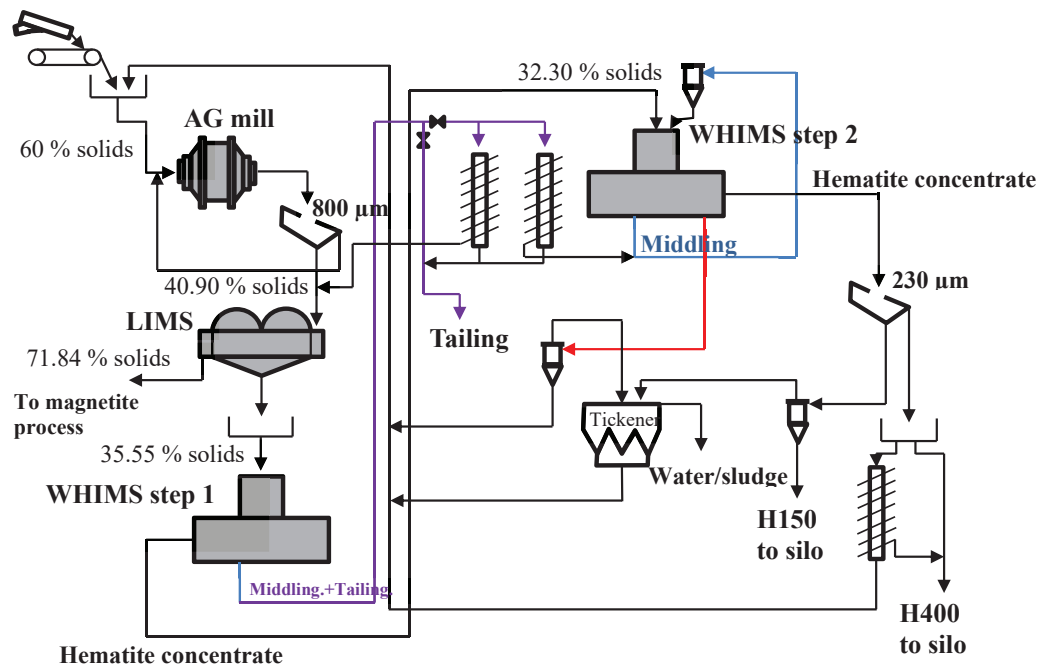 32.30 % solids
AG mill
60 % solids
WHIMS step 2
Hematite concentrate
800 µm
Middling
230 µm
40.90 % solids
LIMS
Tailing
71.84 % solids
To magnetite
process
Tickener
35.55 % solids
Water/sludge
WHIMS step 1
H150
to silo
Middling.+Tailing.
H400
to silo
Hematite concentrate